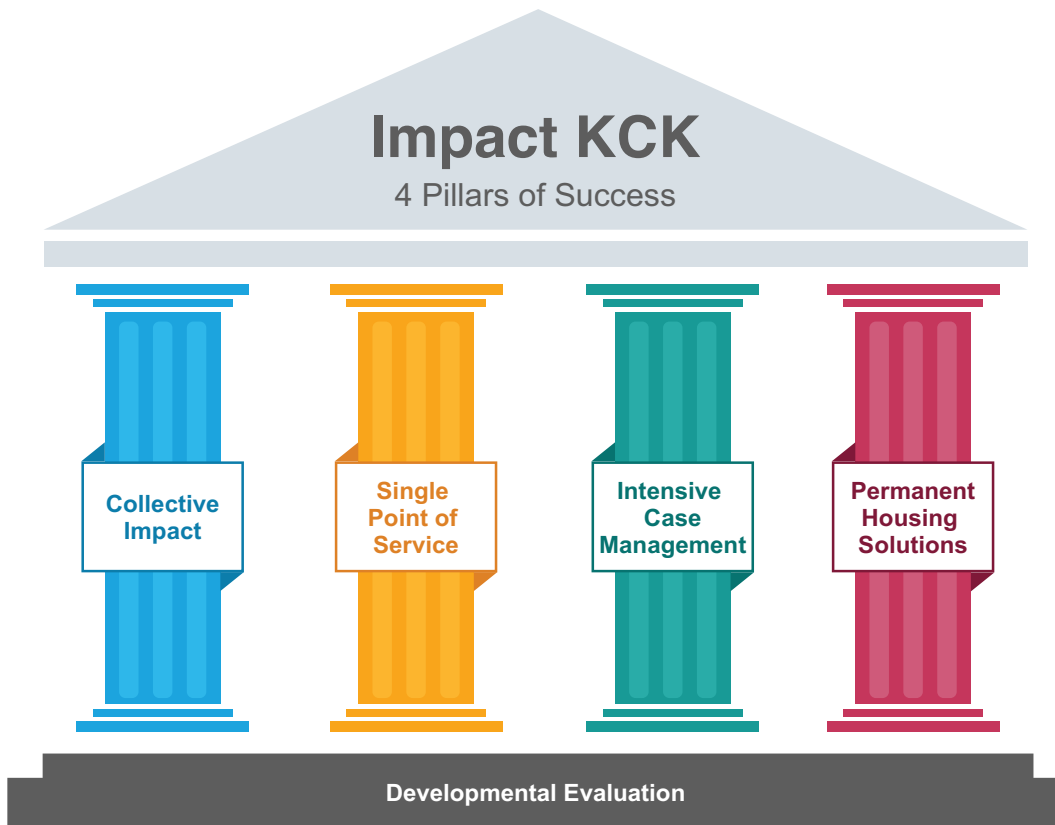 Impact KCK
4 Pillars of Success
Collective
Impact
Single
Point of
Service
Intensive
Case
Management
Permanent
Housing
Solutions
Developmental Evaluation